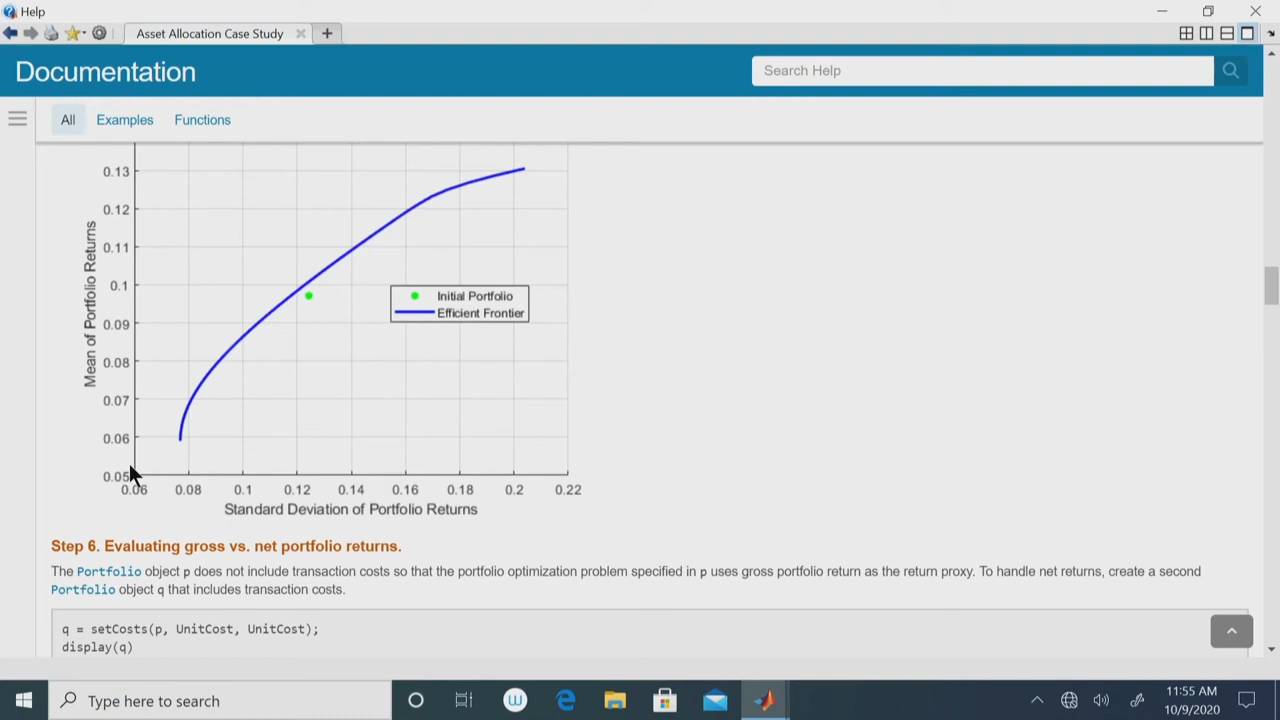 Help
Asset Allocation Case Study
Documentation
Search Help
All Examples Functions
0.13
0.12
0.11
0.1
0.09
0.08
0.07
0.06
0.05
Mean of Portfolio Returns
Initial Portfolio
Efficient Frontier
0.06 0.08 0.1 0.12 0.14 0.16 0.18 0.2 0.22
Standard Deviation of Portfolio Returns
Step 6. Evaluating gross vs. net portfolio returns.
The Portfolio object p does not include transaction costs so that the portfolio optimization problem specified in p uses gross portfolio return as the return proxy. To handle net returns, create a second
Portfolio object q that includes transaction costs.
q = setCosts(p, UnitCost, UnitCost);
display(q)
Type here to search
11:55 AM
10/9/2020